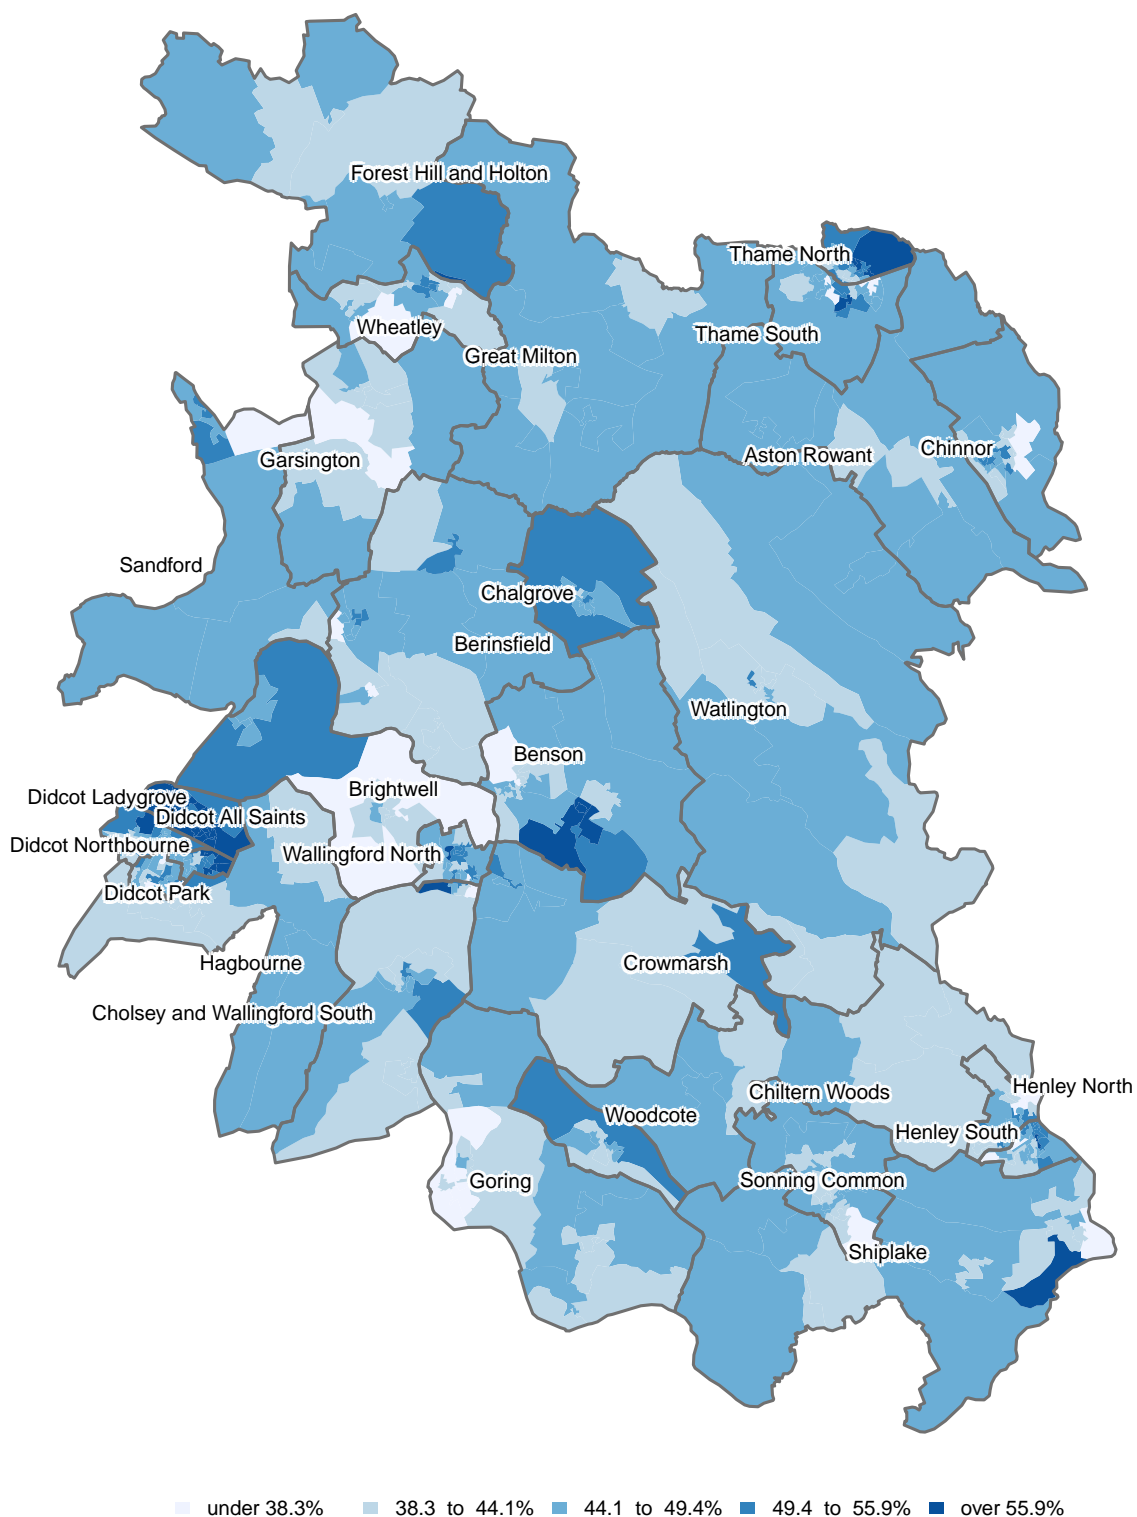 Forest Hill and Holton
Thame North
Wheatley
Thame South
Great Milton
Chinnor
Aston Rowant
Garsington
Sandford
Chalgrove
Berinsfield
Watlington
Benson
Brightwell
Didcot Ladygrove
Didcot All Saints
Didcot Northbourne
Wallingford North
Didcot Park
Hagbourne
Crowmarsh
Cholsey and Wallingford South
Henley North
Chiltern Woods
Woodcote
Henley South
Goring
Sonning Common
Shiplake
under 38.3% 38.3 to 44.1% 44.1 to 49.4% 49.4 to 55.9% over 55.9%